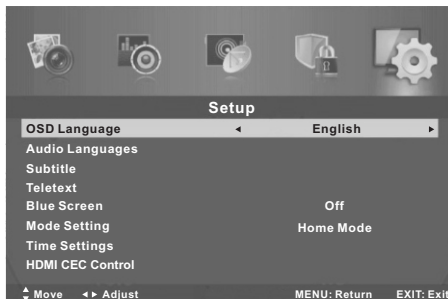 Setup
OSD Language English
Audio Languages
Subtitle
Teletext
Blue Screen Off
Mode Setting Home Mode
Time Settings
HDMI CEC Control
Move Adjust MENU: Return EXIT: Exit